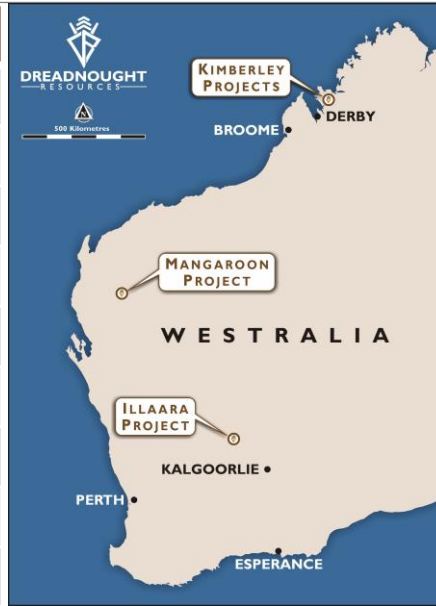 DREADNOUGHT
RESOURCES
N
500 Kilometres
KIMBERLEY
PROJECTS
DERBY
BROOME
MANGAROON
PROJECT
WESTRALIA
ILLAARA
PROJECT
KALGOORLIE
PERTH
ESPERANCE